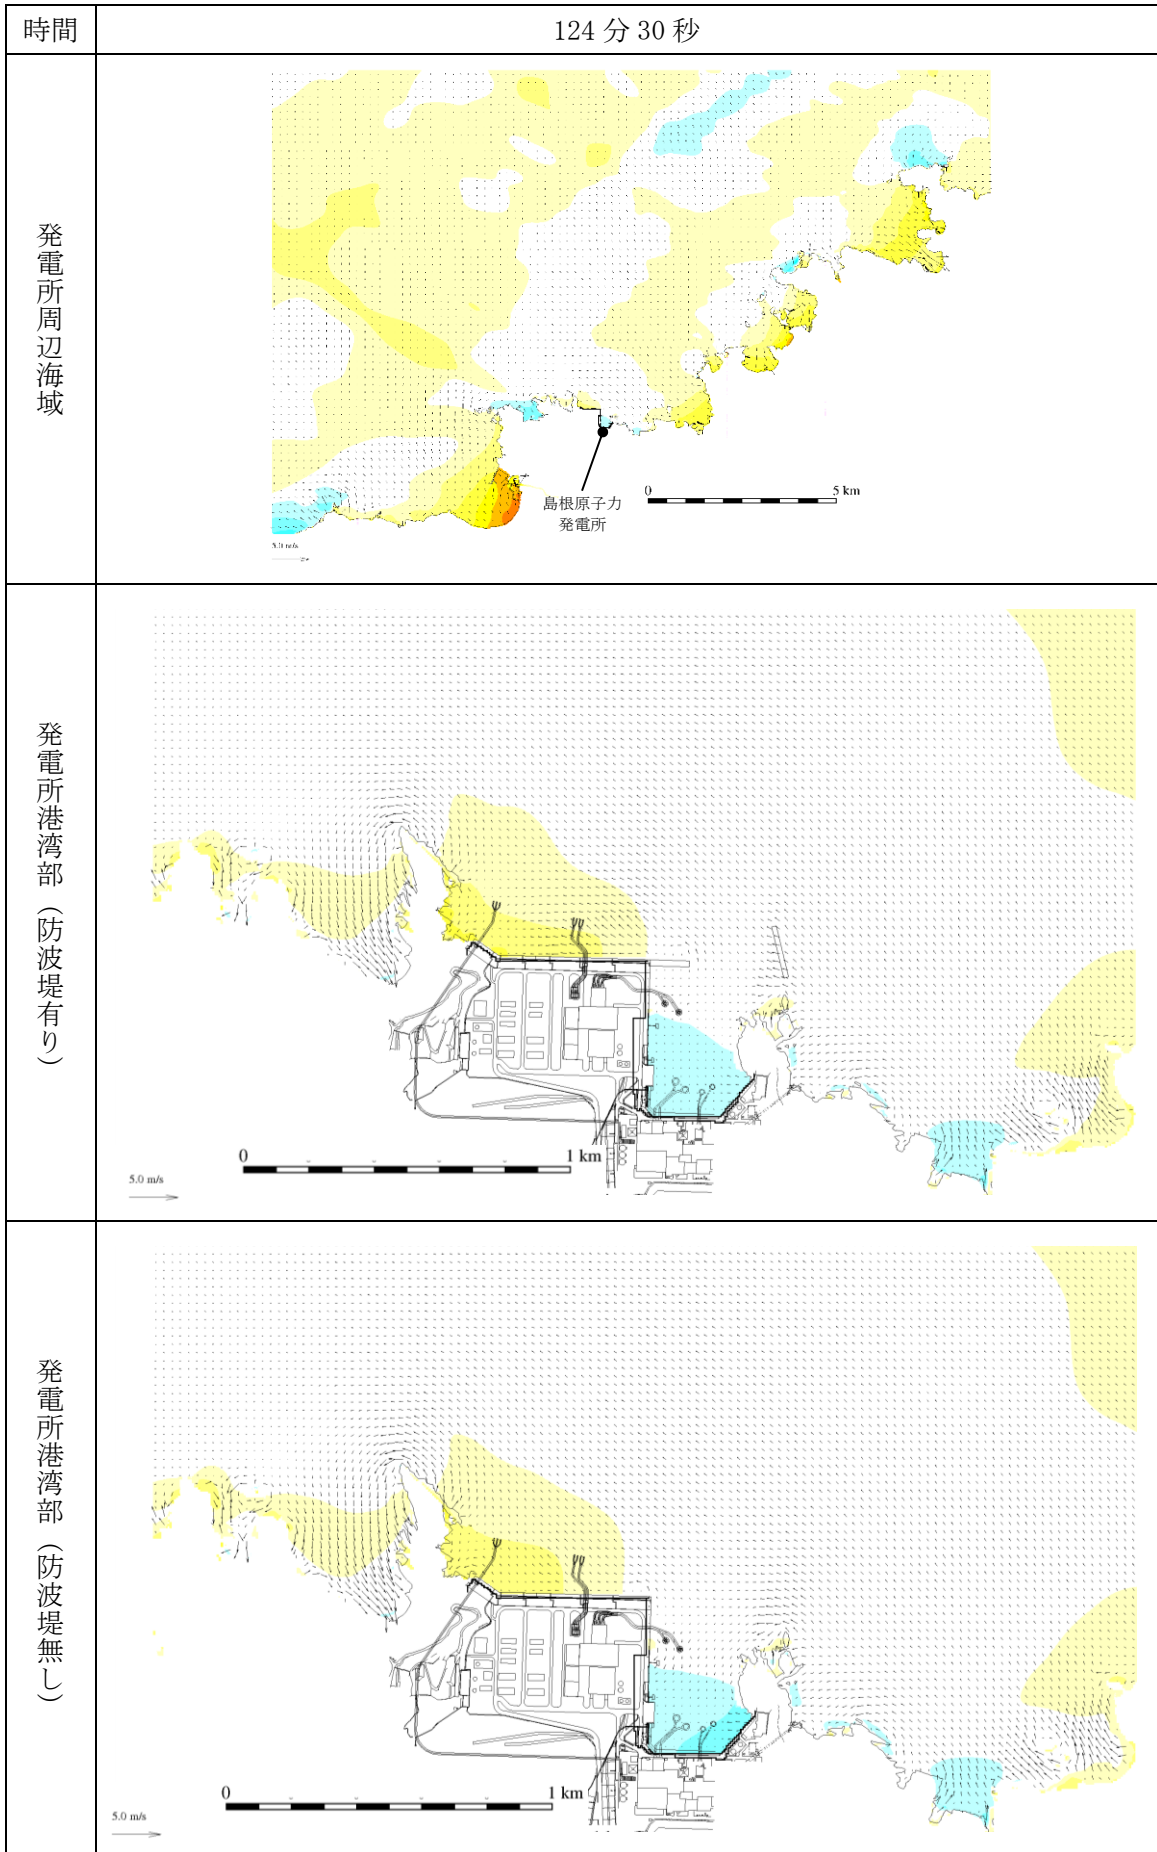 時間
124 分 30 秒
発電所周辺海域
島根原子力
発電所
0
5 km
5.0 m/s
発電所港湾部（防波堤有り）
0
1 km
5.0 m/s
発電所港湾部（防波堤無し）
0
1 km
5.0 m/s